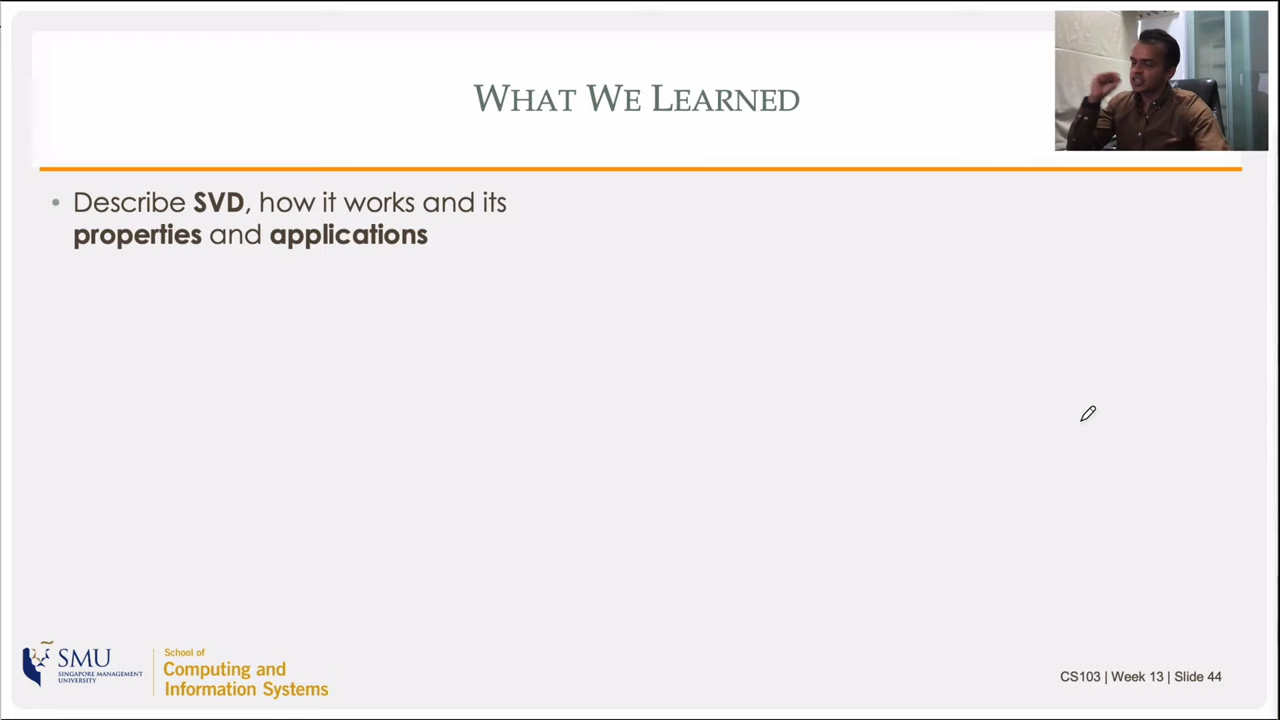 WHAT WE LEARNED
• Describe SVD, how it works and its
properties and applications
SMU
SINGAPORE MANAGEMENT
UNIVERSITY
School of
Computing and
Information Systems
CS103 | Week 13 | Slide 44